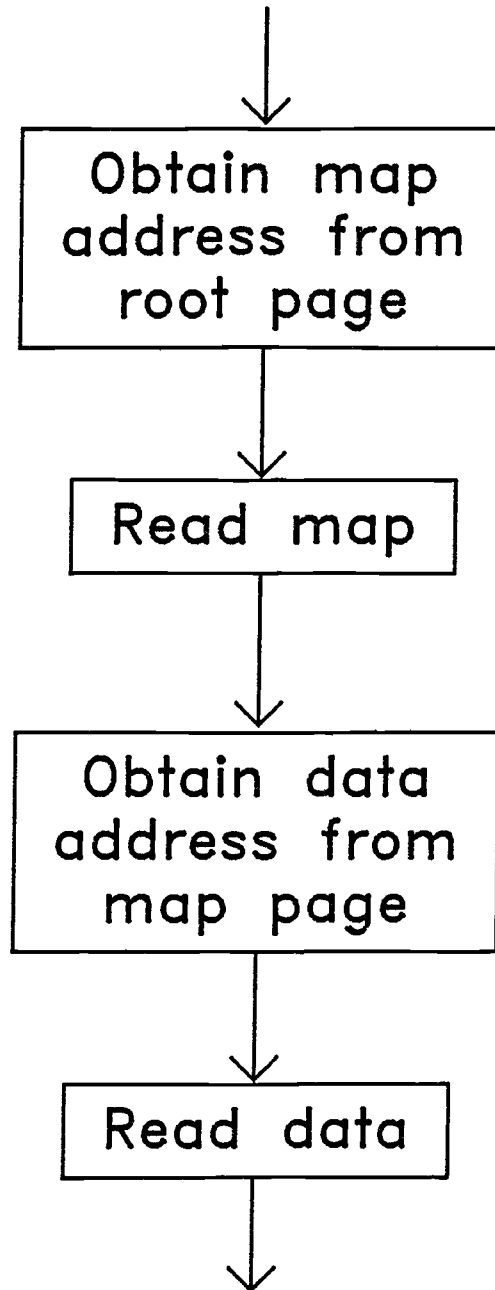 Obtain map
address from
root page
Read map
Obtain data
address from
map page
Read data